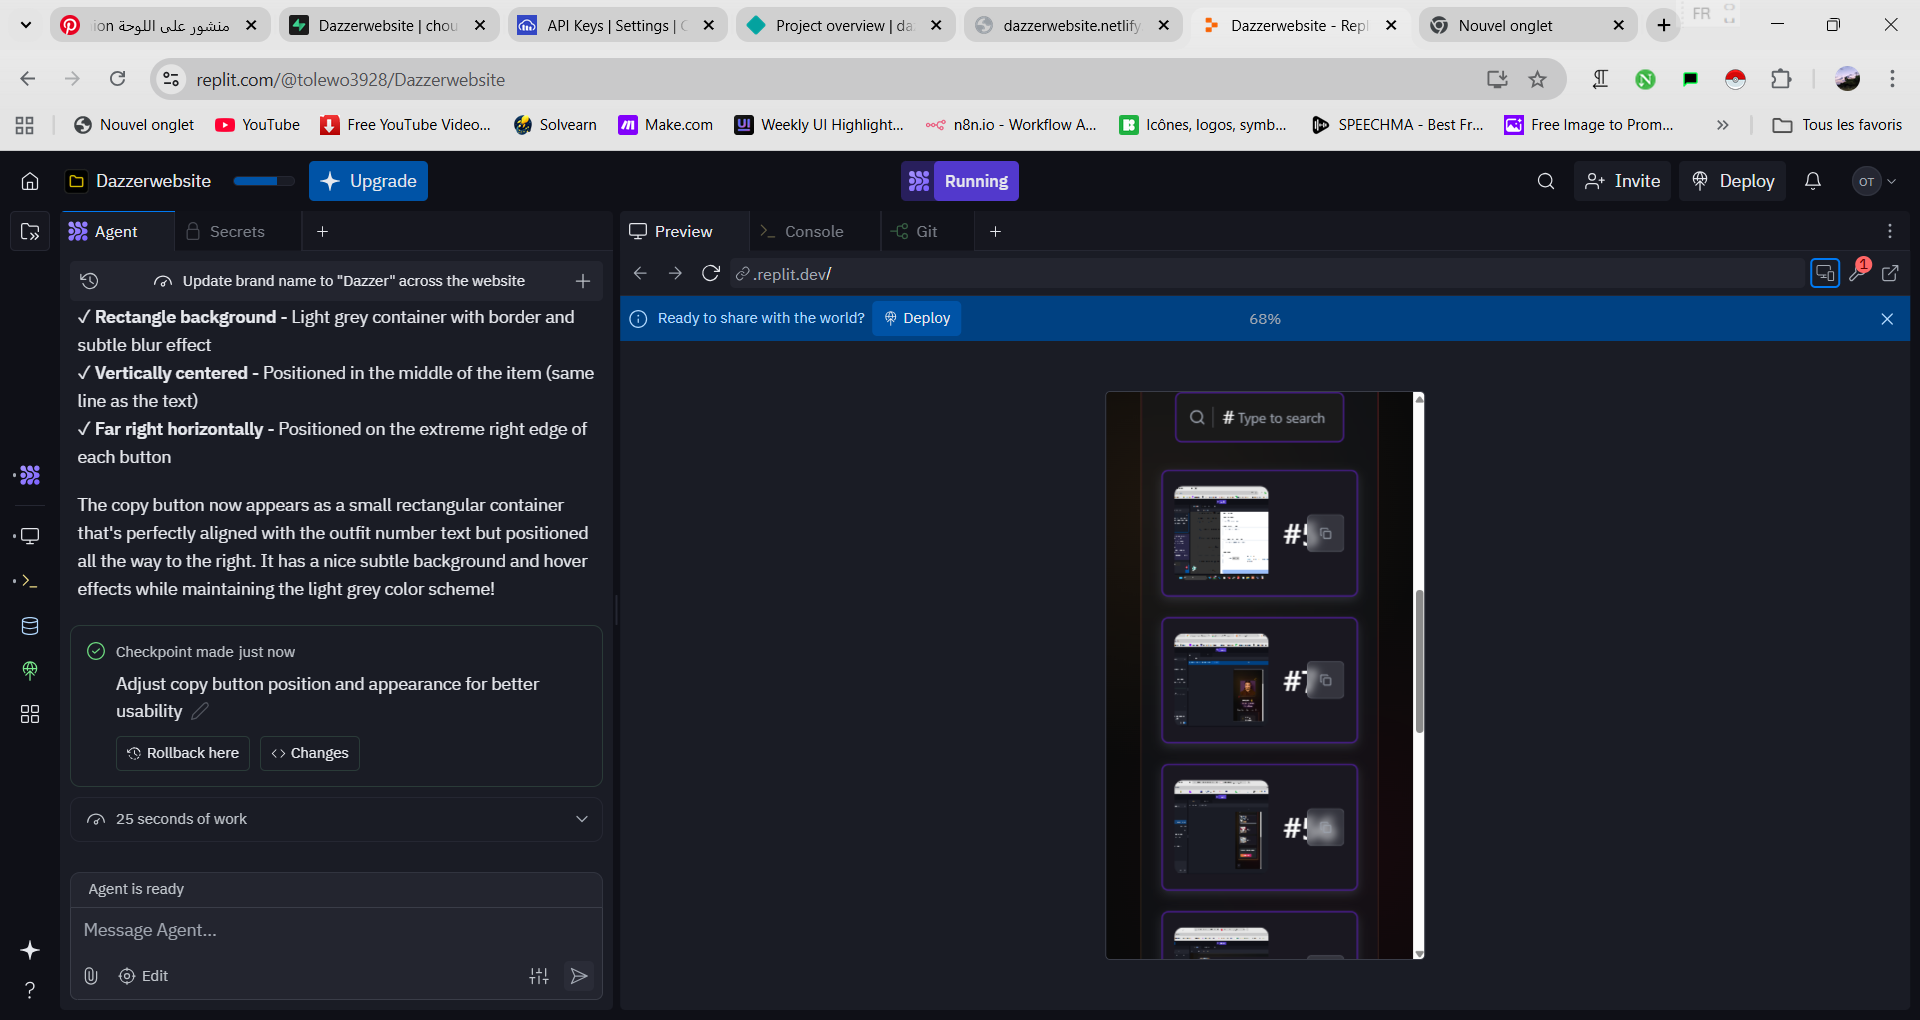 منشور على اللوحة ion
Dazzerwebsite | chou
API Keys | Settings | C
Project overview | da
dazzerwebsite.netlify
Dazzerwebsite - Repl
Nouvel onglet
FR
replit.com/@tolewo3928/Dazzerwebsite
Nouvel onglet
YouTube
Free YouTube Video...
Solvearn
Make.com
Weekly UI Highlight...
n8n.io - Workflow A...
Icônes, logos, symb...
SPEECHMA - Best Fr...
Free Image to Prom...
»
Tous les favoris
Dazzerwebsite
Upgrade
Running
Invite
Deploy
OT
Agent
Secrets
Preview
Console
Git
Update brand name to "Dazzer" across the website
.replit.dev/
1
✓ Rectangle background - Light grey container with border and
subtle blur effect
✓ Vertically centered - Positioned in the middle of the item (same
line as the text)
✓ Far right horizontally - Positioned on the extreme right edge of
each button
The copy button now appears as a small rectangular container
that's perfectly aligned with the outfit number text but positioned
all the way to the right. It has a nice subtle background and hover
effects while maintaining the light grey color scheme!
Checkpoint made just now
Adjust copy button position and appearance for better
usability
Rollback here
Changes
25 seconds of work
Agent is ready
Message Agent...
Edit
?
Ready to share with the world?
Deploy
68%
# Type to search
#5
#7
#5